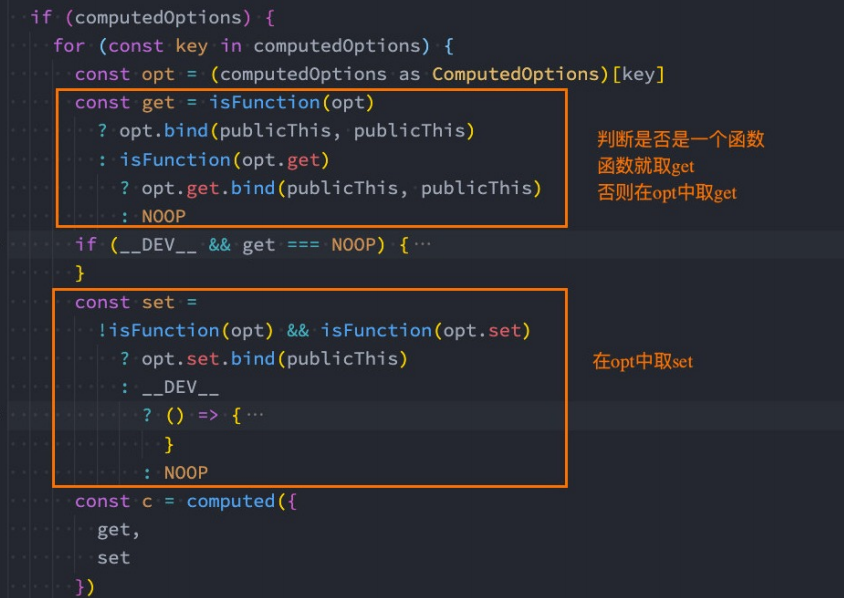 if (computedOptions) {
for (const key in computedOptions) {
const opt = (computedOptions as ComputedOptions)[key]
const get = isFunction(opt)
? opt.bind(publicThis, publicThis)
: isFunction(opt.get)
? opt.get.bind(publicThis, publicThis)
: NOOP
判断是否是一个函数
函数就取get
否则在opt中取get
if (__DEV__ && get === NOOP) {…
}
const set =
!isFunction(opt) && isFunction(opt.set)
? opt.set.bind(publicThis)
: __DEV__
? () => {…
}
: NOOP
在opt中取set
const c = computed({
get,
set
})